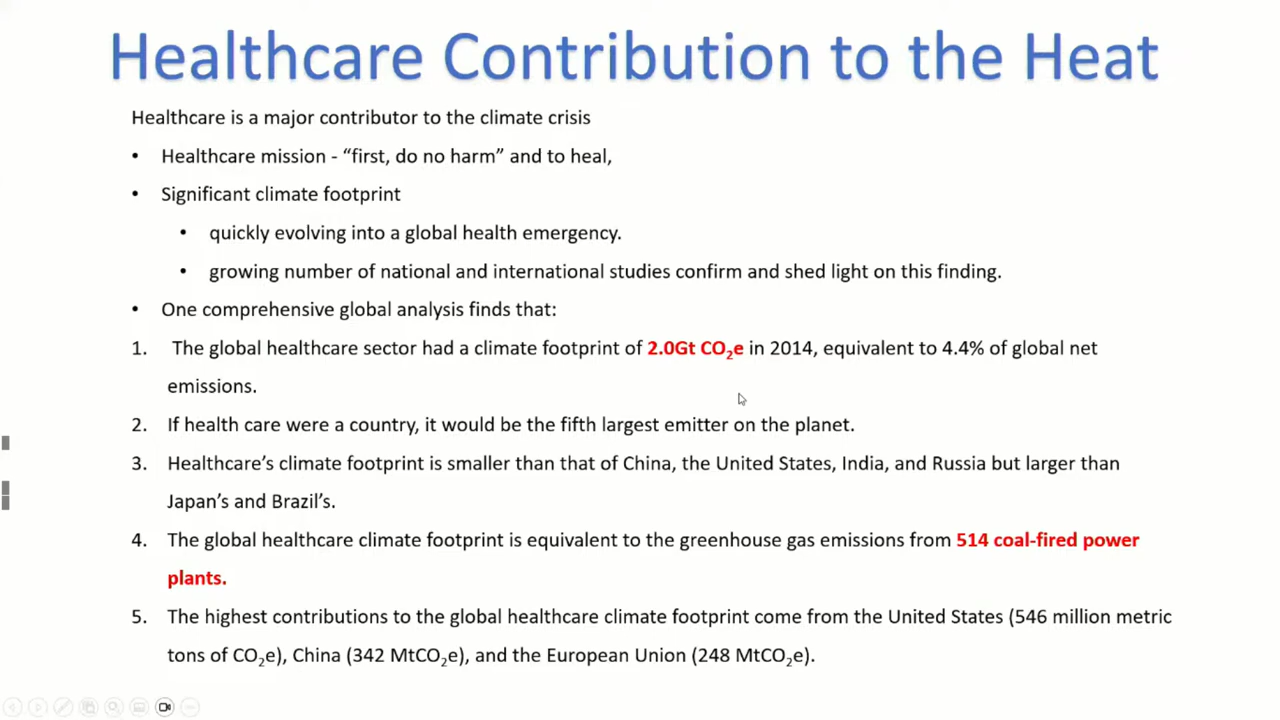 Healthcare Contribution to the Heat
Healthcare is a major contributor to the climate crisis
• Healthcare mission - “first, do no harm” and to heal,
• Significant climate footprint
• quickly evolving into a global health emergency.
• growing number of national and international studies confirm and shed light on this finding.
• One comprehensive global analysis finds that:
1. The global healthcare sector had a climate footprint of 2.0Gt CO₂e in 2014, equivalent to 4.4% of global net
emissions.
2. If health care were a country, it would be the fifth largest emitter on the planet.
3. Healthcare’s climate footprint is smaller than that of China, the United States, India, and Russia but larger than
Japan’s and Brazil’s.
4. The global healthcare climate footprint is equivalent to the greenhouse gas emissions from 514 coal-fired power
plants.
5. The highest contributions to the global healthcare climate footprint come from the United States (546 million metric
tons of CO₂e), China (342 MtCO₂e), and the European Union (248 MtCO₂e).